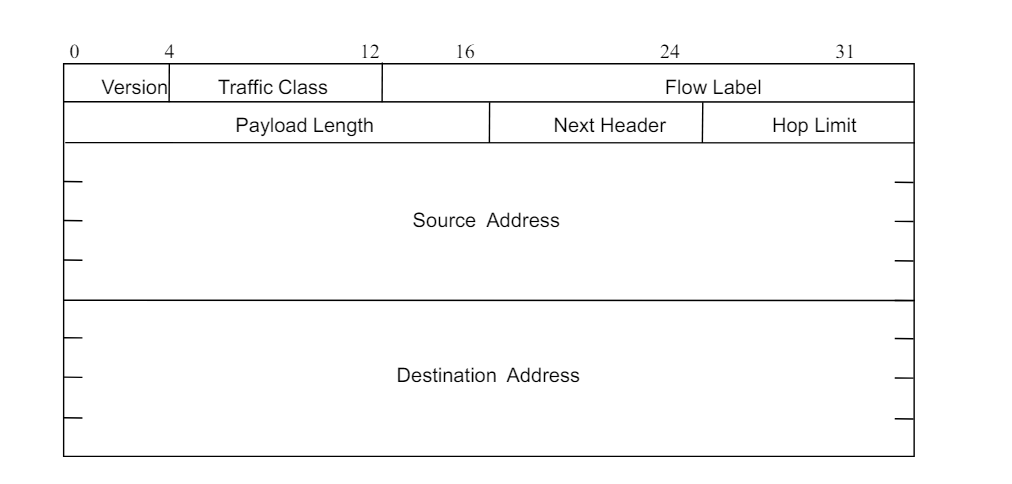 0 4 12 16 24 31
Version Traffic Class Flow Label
Payload Length Next Header Hop Limit
Source Address
Destination Address